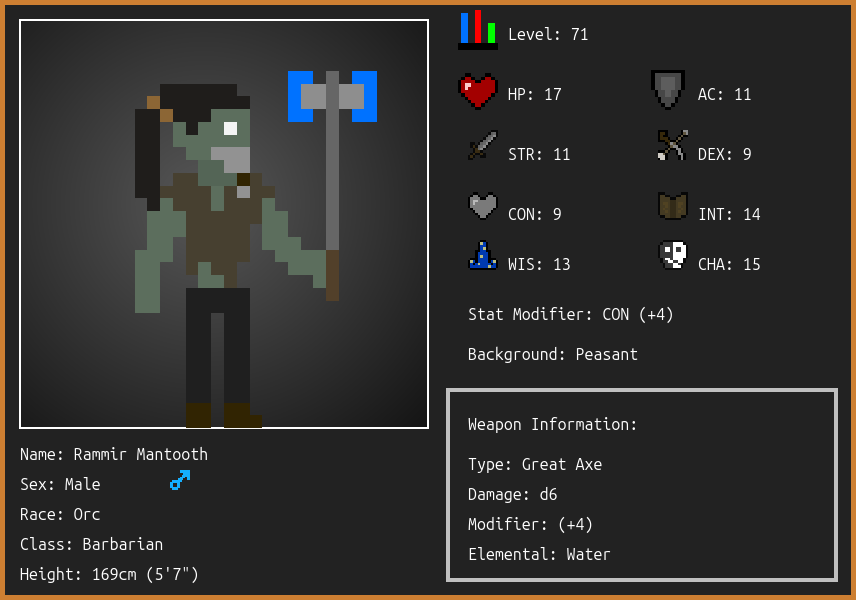 Level: 71
HP: 17
AC: 11
STR: 11
DEX: 9
CON: 9
INT: 14
WIS: 13
CHA: 15
Stat Modifier: CON (+4)
Background: Peasant
Weapon Information:
Type: Great Axe
Damage: d6
Modifier: (+4)
Elemental: Water
Name: Rammir Mantooth
Sex: Male
Race: Orc
Class: Barbarian
Height: 169cm (5'7")